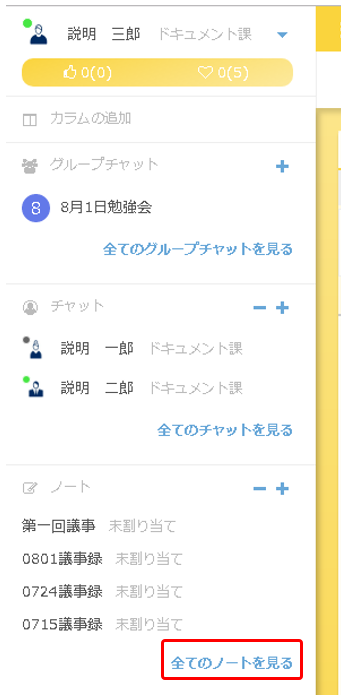 説明　三郎　ドキュメント課
0(0)　0(5)
カラムの追加
グループチャット
8　8月1日勉強会
全てのグループチャットを見る
チャット
説明　一郎　ドキュメント課
説明　二郎　ドキュメント課
全てのチャットを見る
ノート
第一回議事　未割り当て
0801議事録　未割り当て
0724議事録　未割り当て
0715議事録　未割り当て
全てのノートを見る